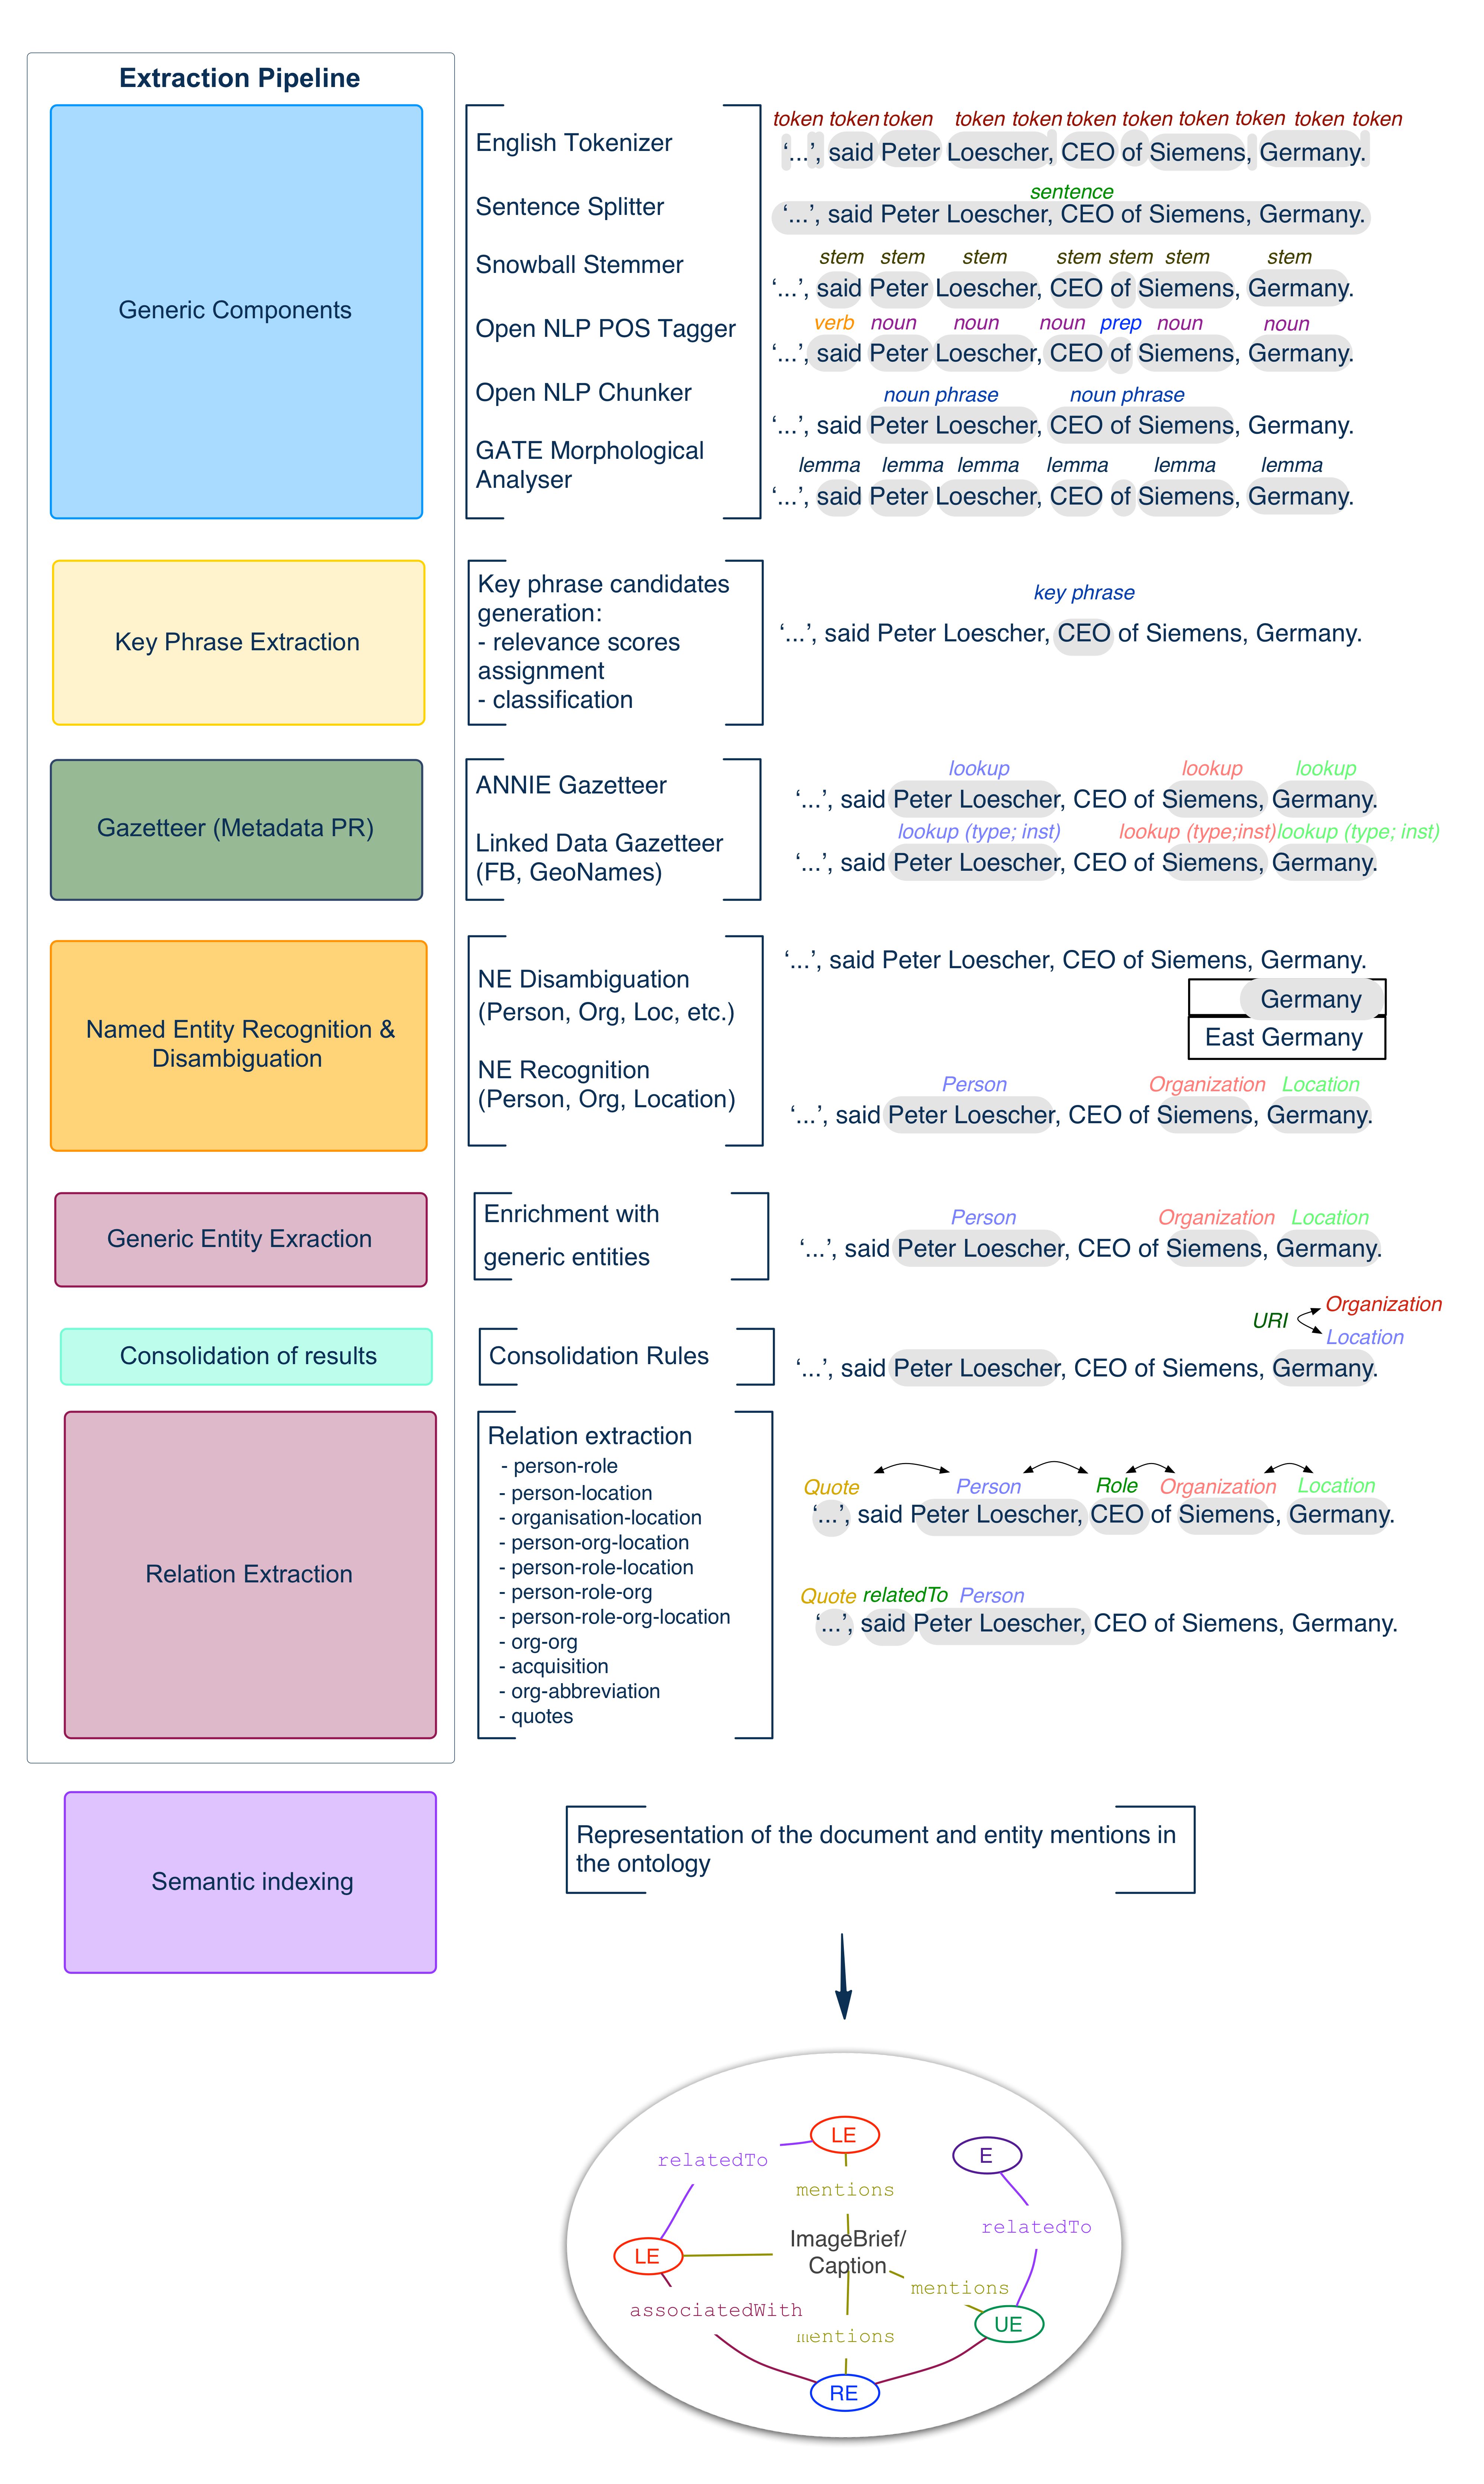 Extraction Pipeline
Generic Components
English Tokenizer
Sentence Splitter
Snowball Stemmer
Open NLP POS Tagger
Open NLP Chunker
GATE Morphological
Analyser
token token token token token token token token token token token
‘...’, said Peter Loescher, CEO of Siemens, Germany.
sentence
‘...’, said Peter Loescher, CEO of Siemens, Germany.
stem stem stem stem stem stem stem
‘...’, said Peter Loescher, CEO of Siemens, Germany.
verb noun noun noun prep noun noun
‘...’, said Peter Loescher, CEO of Siemens, Germany.
noun phrase noun phrase
‘...’, said Peter Loescher, CEO of Siemens, Germany.
lemma lemma lemma lemma lemma lemma
‘...’, said Peter Loescher, CEO of Siemens, Germany.
Key Phrase Extraction
Key phrase candidates
generation:
- relevance scores
assignment
- classification
key phrase
‘...’, said Peter Loescher, CEO of Siemens, Germany.
Gazetteer (Metadata PR)
ANNIE Gazetteer
Linked Data Gazetteer
(FB, GeoNames)
lookup lookup lookup
‘...’, said Peter Loescher, CEO of Siemens, Germany.
lookup (type; inst) lookup (type;inst) lookup (type; inst)
‘...’, said Peter Loescher, CEO of Siemens, Germany.
Named Entity Recognition &
Disambiguation
NE Disambiguation
(Person, Org, Loc, etc.)
NE Recognition
(Person, Org, Location)
‘...’, said Peter Loescher, CEO of Siemens, Germany.
Germany
East Germany
Person Organization Location
‘...’, said Peter Loescher, CEO of Siemens, Germany.
Generic Entity Exraction
Enrichment with
generic entities
Person Organization Location
‘...’, said Peter Loescher, CEO of Siemens, Germany.
Consolidation of results
Consolidation Rules
Organization
URI
Location
‘...’, said Peter Loescher, CEO of Siemens, Germany.
Relation Extraction
Relation extraction
- person-role
- person-location
- organisation-location
- person-org-location
- person-role-location
- person-role-org
- person-role-org-location
- org-org
- acquisition
- org-abbreviation
- quotes
Quote Person Role Organization Location
‘...’, said Peter Loescher, CEO of Siemens, Germany.
Quote relatedTo Person
‘...’, said Peter Loescher, CEO of Siemens, Germany.
Semantic indexing
Representation of the document and entity mentions in
the ontology
LE
E
relatedTo
mentions
relatedTo
ImageBrief/
Caption
LE
mentions
associatedWith
UE
mentions
RE